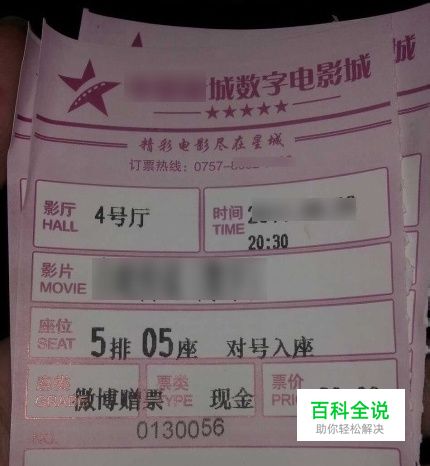 城数字电影城
精彩电影尽在星城
订票热线: 0757-8
影厅 4号厅 时间
HALL TIME 20:30
影片
MOVIE
座位 5排 05座 对号入座
SEAT
微博赠票 票类 现金 票价
GRADE TYPE PRI
NO. 0130056
百科全说
助你轻松解决